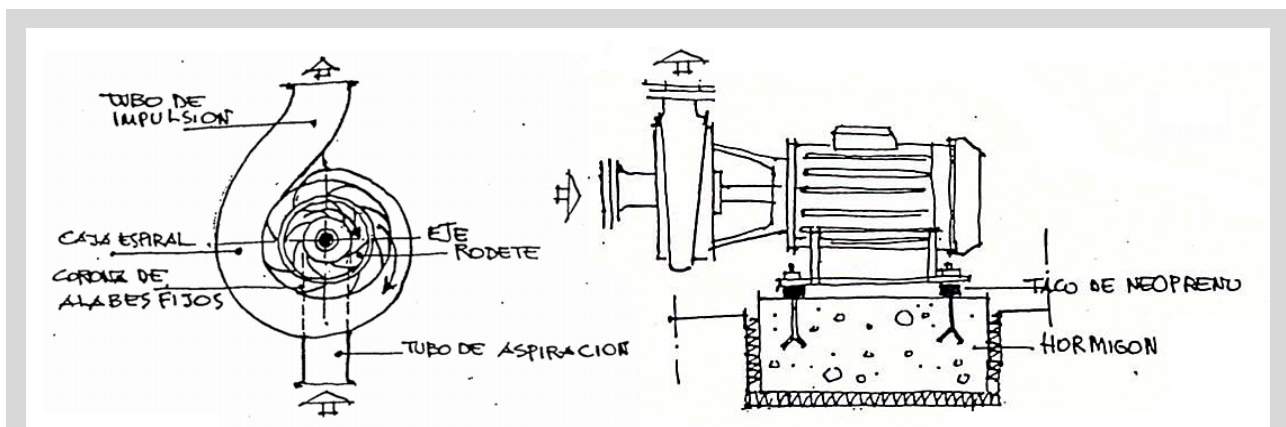 TUBO DE
IMPULSION
CAJA ESPIRAL
CORONA DE
ALABES FIJOS
EJE
RODETE
TUBO DE ASPIRACION
TACO DE NEOPRENO
HORMIGON